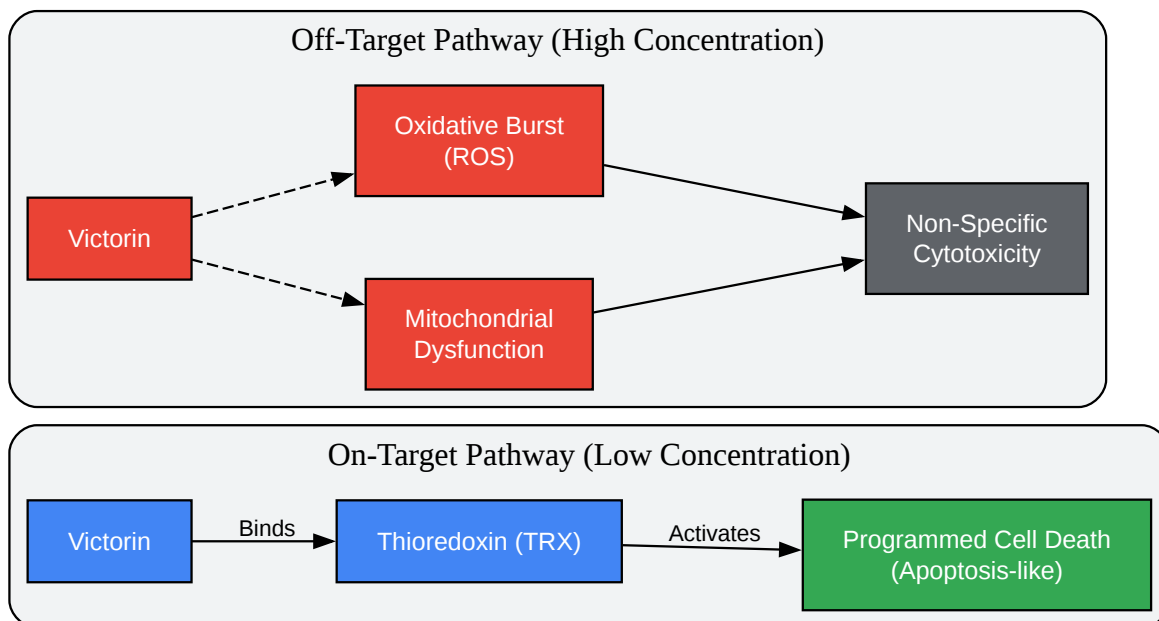 Off-Target Pathway (High Concentration)
Oxidative Burst
(ROS)
Victorin
Non-Specific
Cytotoxicity
Mitochondrial
Dysfunction
On-Target Pathway (Low Concentration)
Victorin
Binds
Thioredoxin (TRX)
Activates
Programmed Cell Death
(Apoptosis-like)